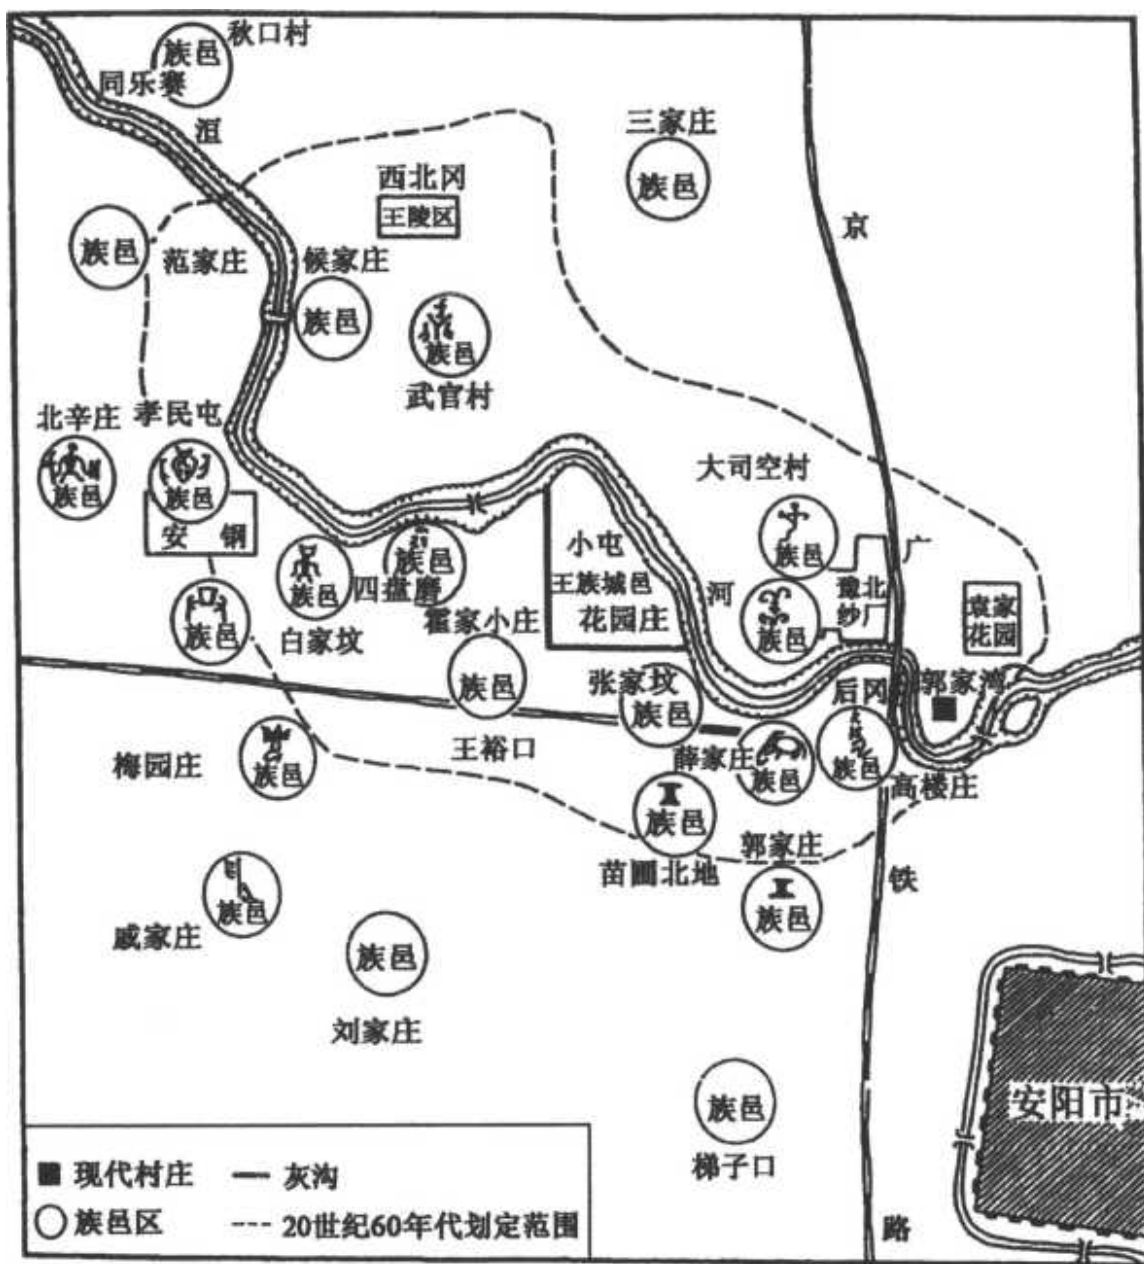 秋口村
族邑
同乐赛
洹
三家庄
族邑
西北冈
王陵区
京
族邑
范家庄
候家庄
族邑
族邑
武官村
北辛庄
孝民屯
族邑
族邑
安钢
大司空村
族邑
小屯
王族城邑
花园庄
河
广
豫北
纱厂
族邑
袁家
花园
族邑
四盘磨
族邑
白家坟
族邑
霍家小庄
族邑
王裕口
张家坟
族邑
后冈
郭家湾
族邑
高楼庄
薛家庄
族邑
梅园庄
族邑
族邑
苗圃北地
郭家庄
族邑
铁
戚家庄
族邑
族邑
刘家庄
族邑
梯子口
安阳市
路
现代村庄
灰沟
族邑区
20世纪60年代划定范围